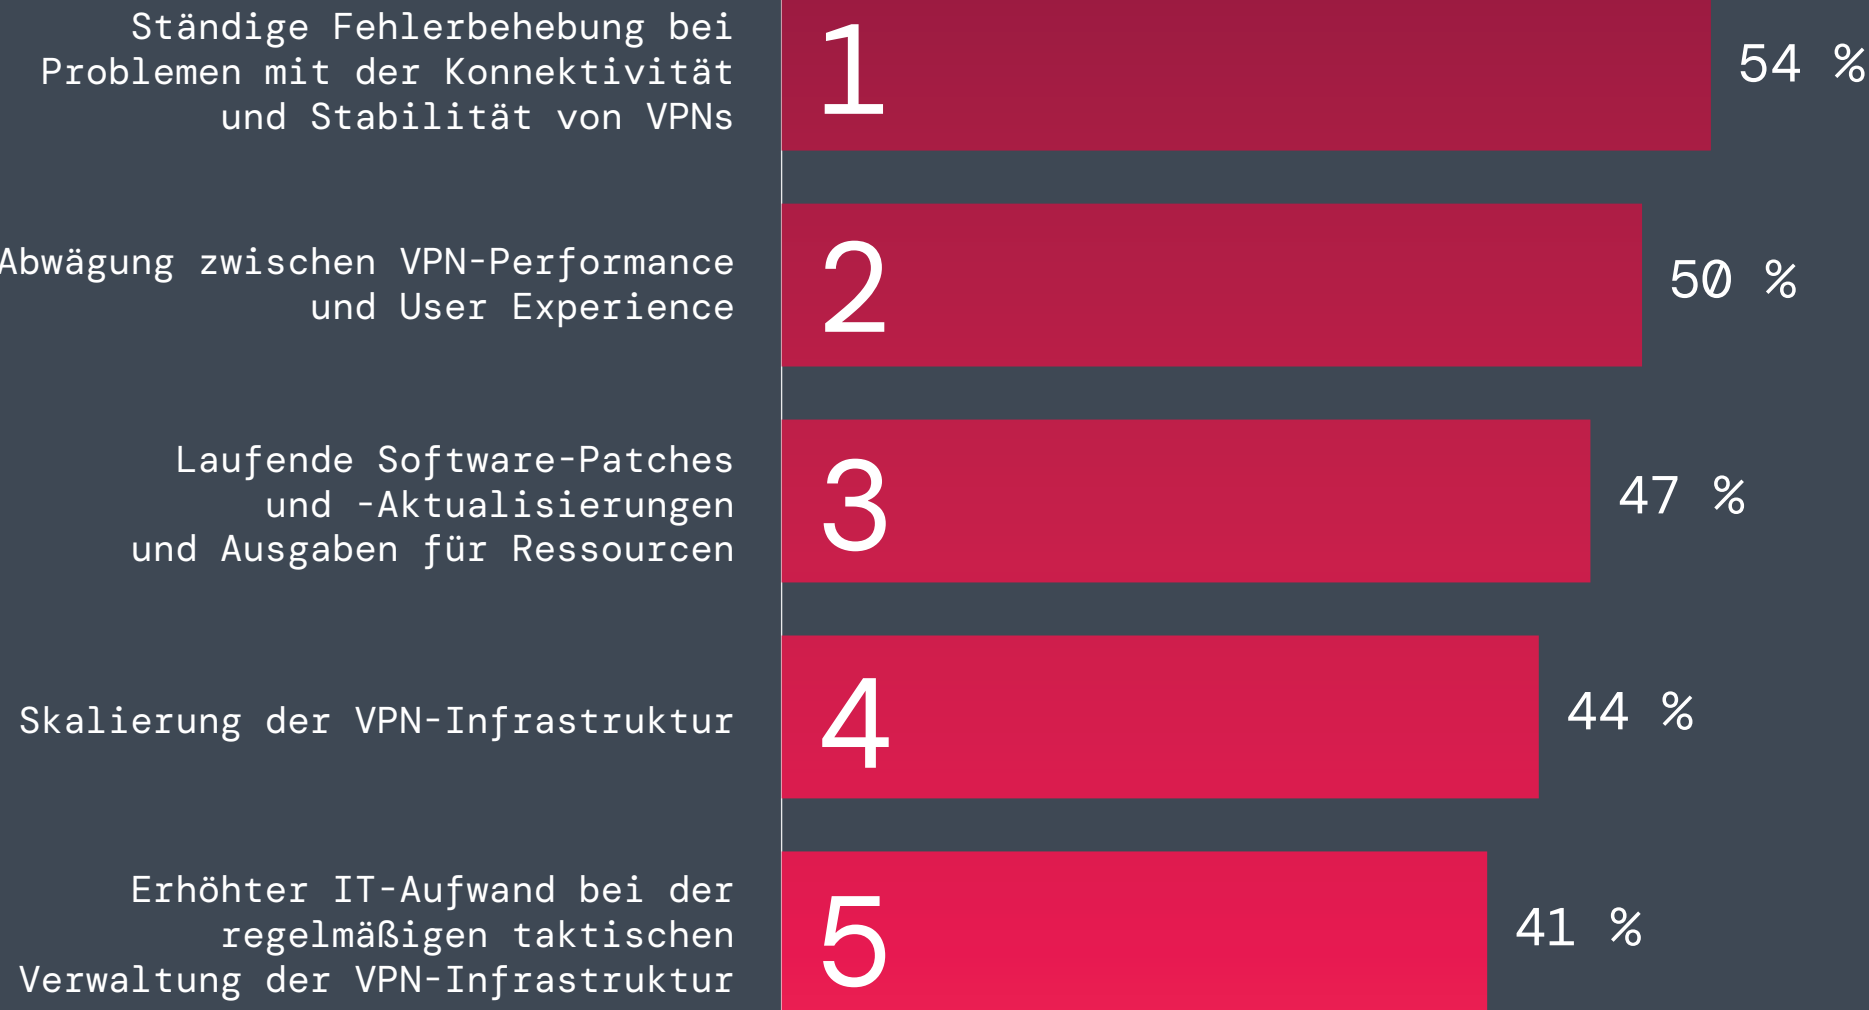 Ständige Fehlerbehebung bei
Problemen mit der Konnektivität
und Stabilität von VPNs
1
54 %
Abwägung zwischen VPN-Performance
und User Experience
2
50 %
Laufende Software-Patches
und -Aktualisierungen
und Ausgaben für Ressourcen
3
47 %
Skalierung der VPN-Infrastruktur
4
44 %
Erhöhter IT-Aufwand bei der
regelmäßigen taktischen
Verwaltung der VPN-Infrastruktur
5
41 %